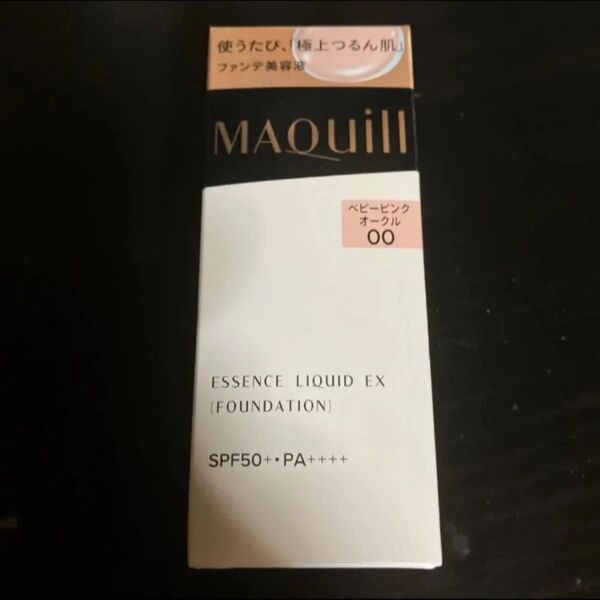 使うたび、「極上つるん肌」
ファンデ美容液
MAQuill
ベビーピンク
オークル
00
ESSENCE LIQUID EX
(FOUNDATION)
SPF50+・PA++++